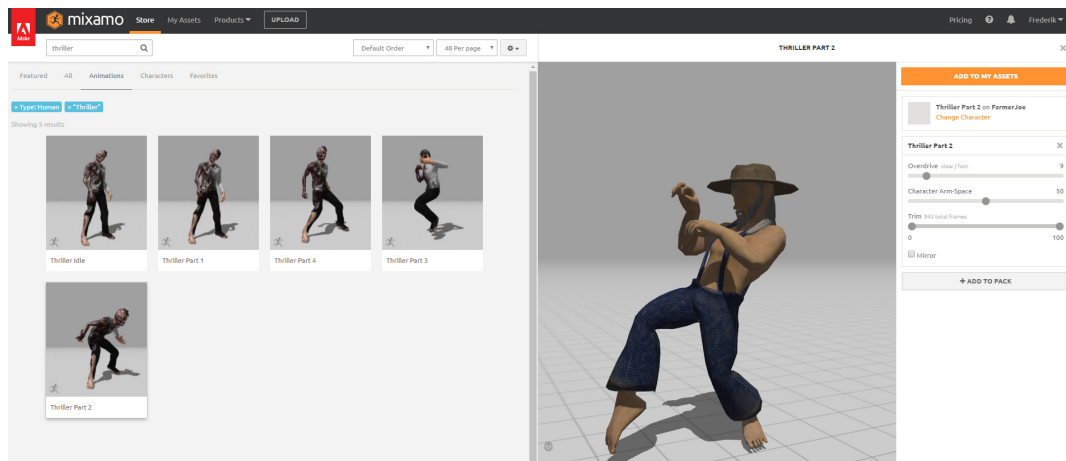 Adobe
mixamo Store My Assets Products UPLOAD Pricing Frederik
thriller Default Order 48 Per page THRILLER PART 2
Featured All Animations Characters Favorites
× Type: Human × "Thriller"
Showing 5 results
Thriller Idle Thriller Part 1 Thriller Part 4 Thriller Part 3
Thriller Part 2
ADD TO MY ASSETS
Thriller Part 2 on FarmerJoe
Change Character
Thriller Part 2
Overdrive slow / fast 9
Character Arm-Space 50
Trim 843 total frames
0 100
Mirror
+ ADD TO PACK